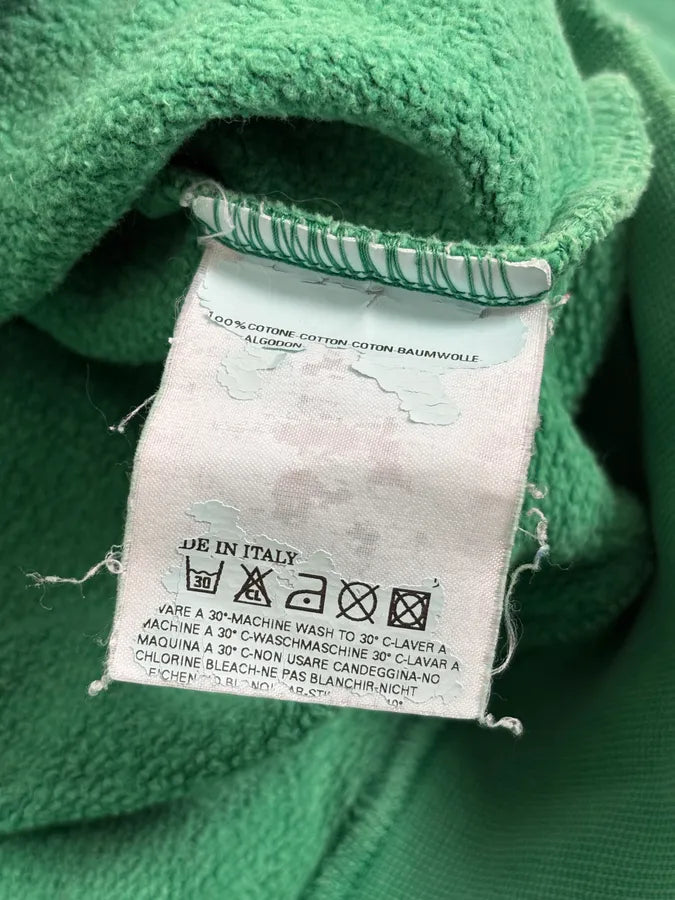 100% COTONE-COTTON-COTON-BAUMWOLLE
ALGODON
DE IN ITALY
30 CL
VARE A 30°-MACHINE WASH TO 30° C-LAVER A
MACHINE A 30° C-WASCHMASCHINE 30° C-LAVAR A
MAQUINA A 30° C-NON USARE CANDEGGINA-NO
CHLORINE BLEACH-NE PAS BLANCHIR-NICHT